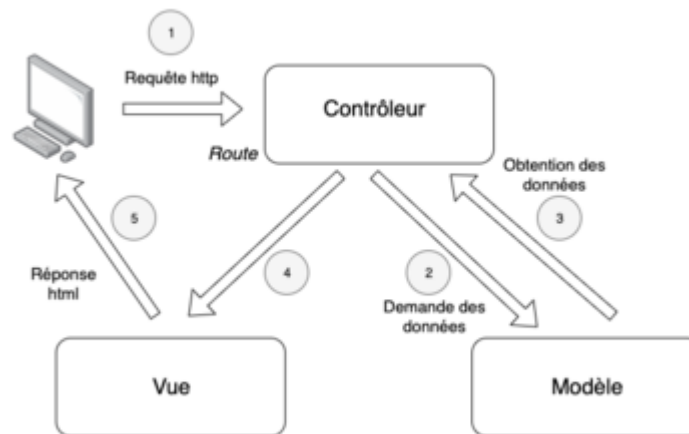 1
Requête http
Contrôleur
Route
Obtention des
données
3
5
4
2
Réponse
html
Demande des
données
Vue
Modèle